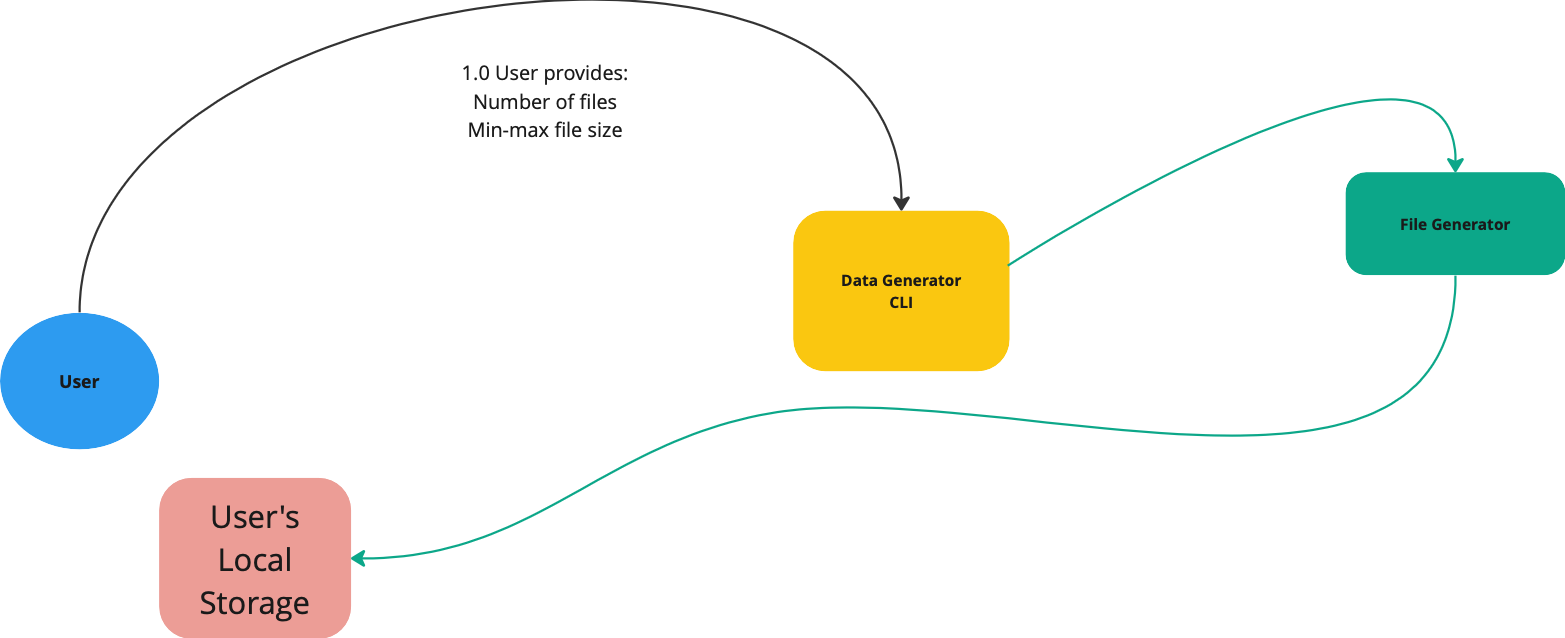 1.0 User provides:
Number of files
Min-max file size
File Generator
Data Generator
CLI
User
User's
Local
Storage